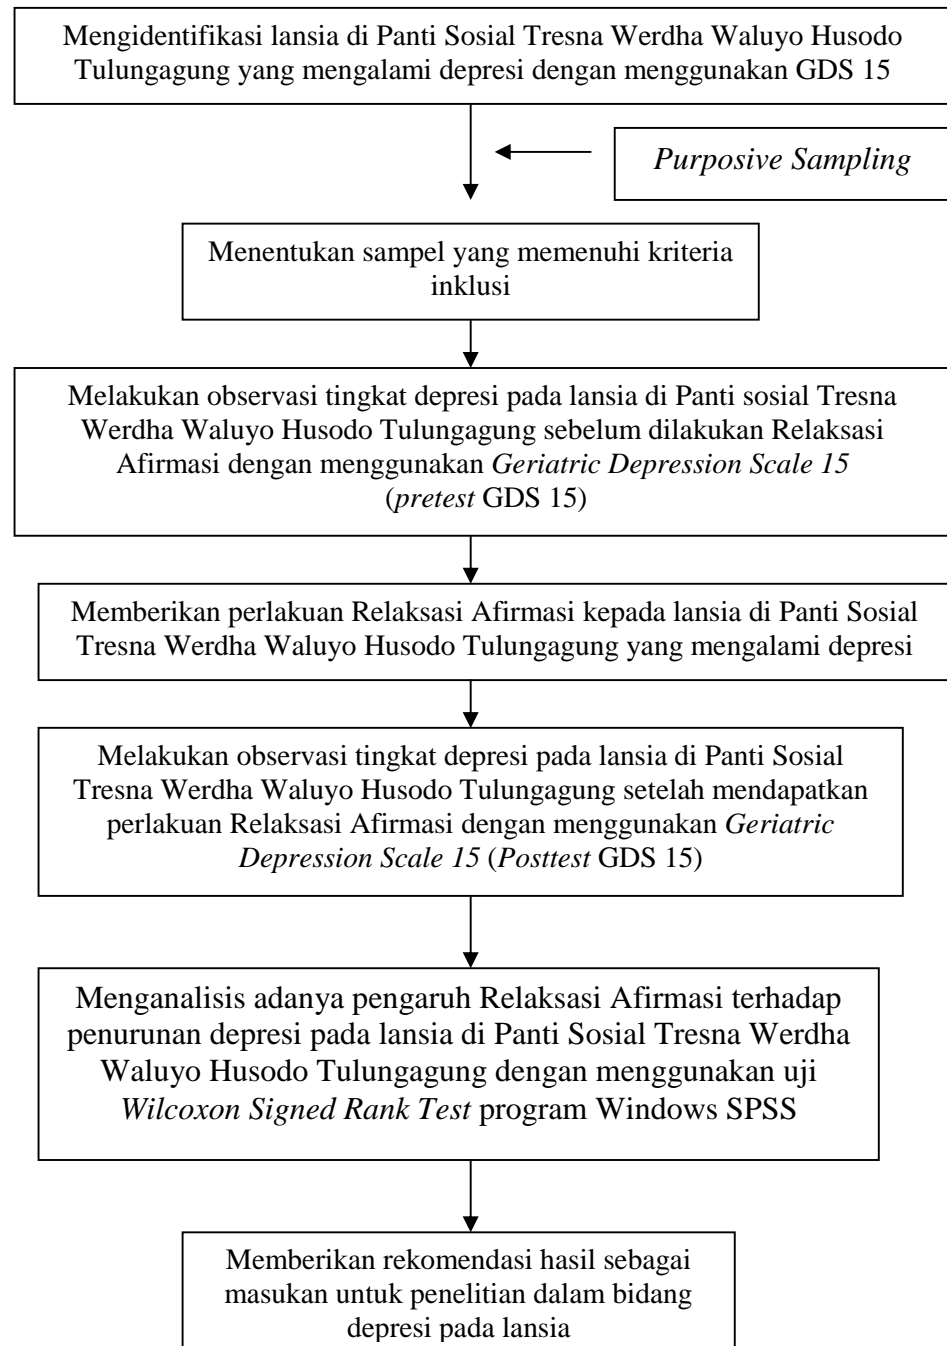 Mengidentifikasi lansia di Panti Sosial Tresna Werdha Waluyo Husodo
Tulungagung yang mengalami depresi dengan menggunakan GDS 15
Purposive Sampling
Menentukan sampel yang memenuhi kriteria
inklusi
Melakukan observasi tingkat depresi pada lansia di Panti sosial Tresna
Werdha Waluyo Husodo Tulungagung sebelum dilakukan Relaksasi
Afirmasi dengan menggunakan Geriatric Depression Scale 15
(pretest GDS 15)
Memberikan perlakuan Relaksasi Afirmasi kepada lansia di Panti Sosial
Tresna Werdha Waluyo Husodo Tulungagung yang mengalami depresi
Melakukan observasi tingkat depresi pada lansia di Panti Sosial
Tresna Werdha Waluyo Husodo Tulungagung setelah mendapatkan
perlakuan Relaksasi Afirmasi dengan menggunakan Geriatric
Depression Scale 15 (Posttest GDS 15)
Menganalisis adanya pengaruh Relaksasi Afirmasi terhadap
penurunan depresi pada lansia di Panti Sosial Tresna Werdha
Waluyo Husodo Tulungagung dengan menggunakan uji
Wilcoxon Signed Rank Test program Windows SPSS
Memberikan rekomendasi hasil sebagai
masukan untuk penelitian dalam bidang
depresi pada lansia